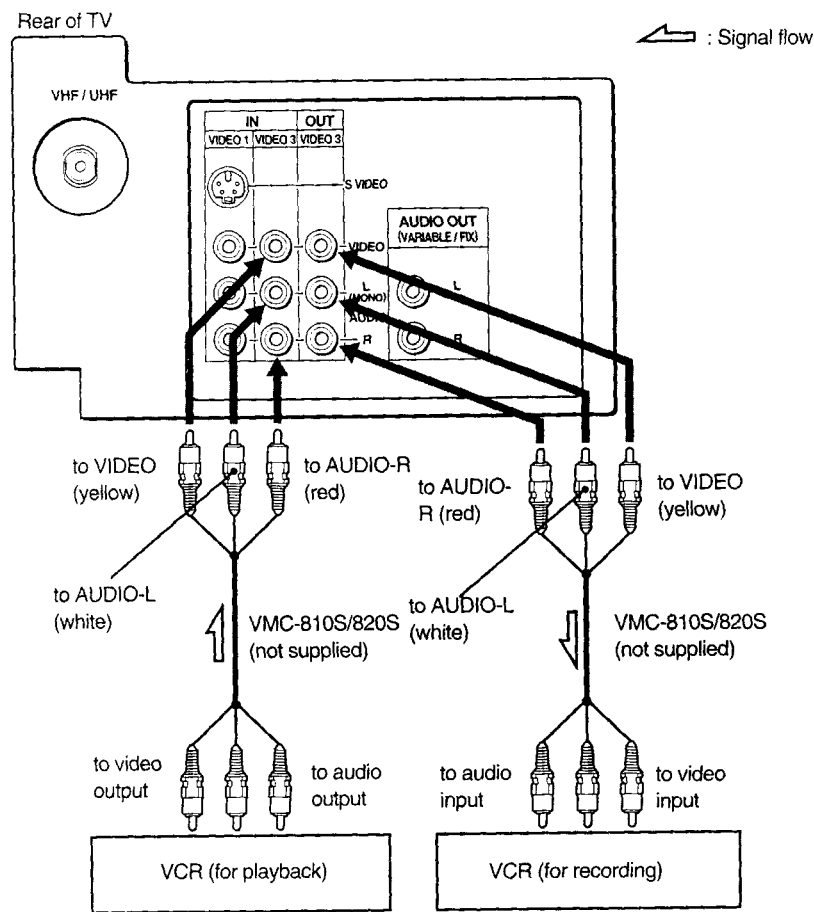 Rear of TV
: Signal flow
VHF / UHF
IN OUT
VIDEO 1 VIDEO 3 VIDEO 3
S VIDEO
AUDIO OUT
(VARIABLE / FIX)
VIDEO
L
(MONO)
L
AUDIO
R
R
to VIDEO
(yellow)
to AUDIO-R
(red)
to AUDIO-
R (red)
to VIDEO
(yellow)
to AUDIO-L
(white)
to AUDIO-L
(white)
VMC-810S/820S
(not supplied)
VMC-810S/820S
(not supplied)
to video
output
to audio
output
to audio
input
to video
input
VCR (for playback)
VCR (for recording)